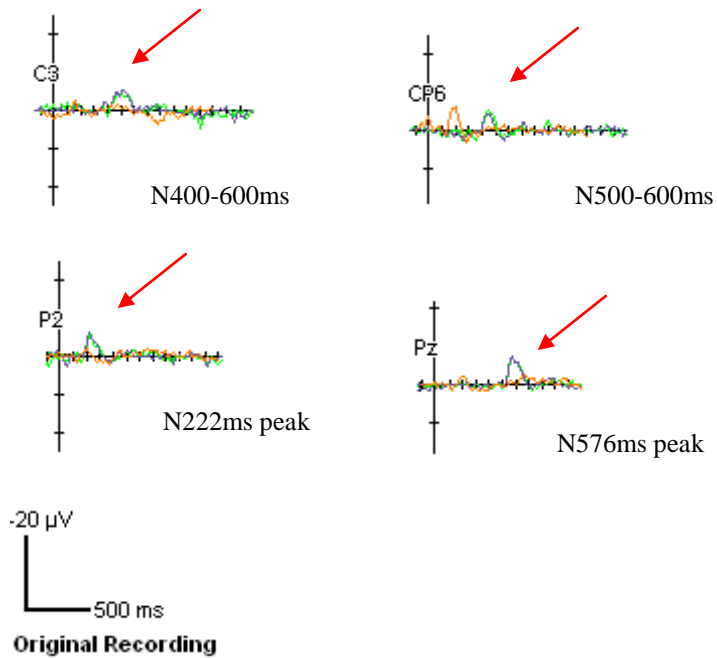 C3
CP6
N400-600ms
N500-600ms
P2
Pz
N222ms peak
N576ms peak
-20 µV
500 ms
Original Recording